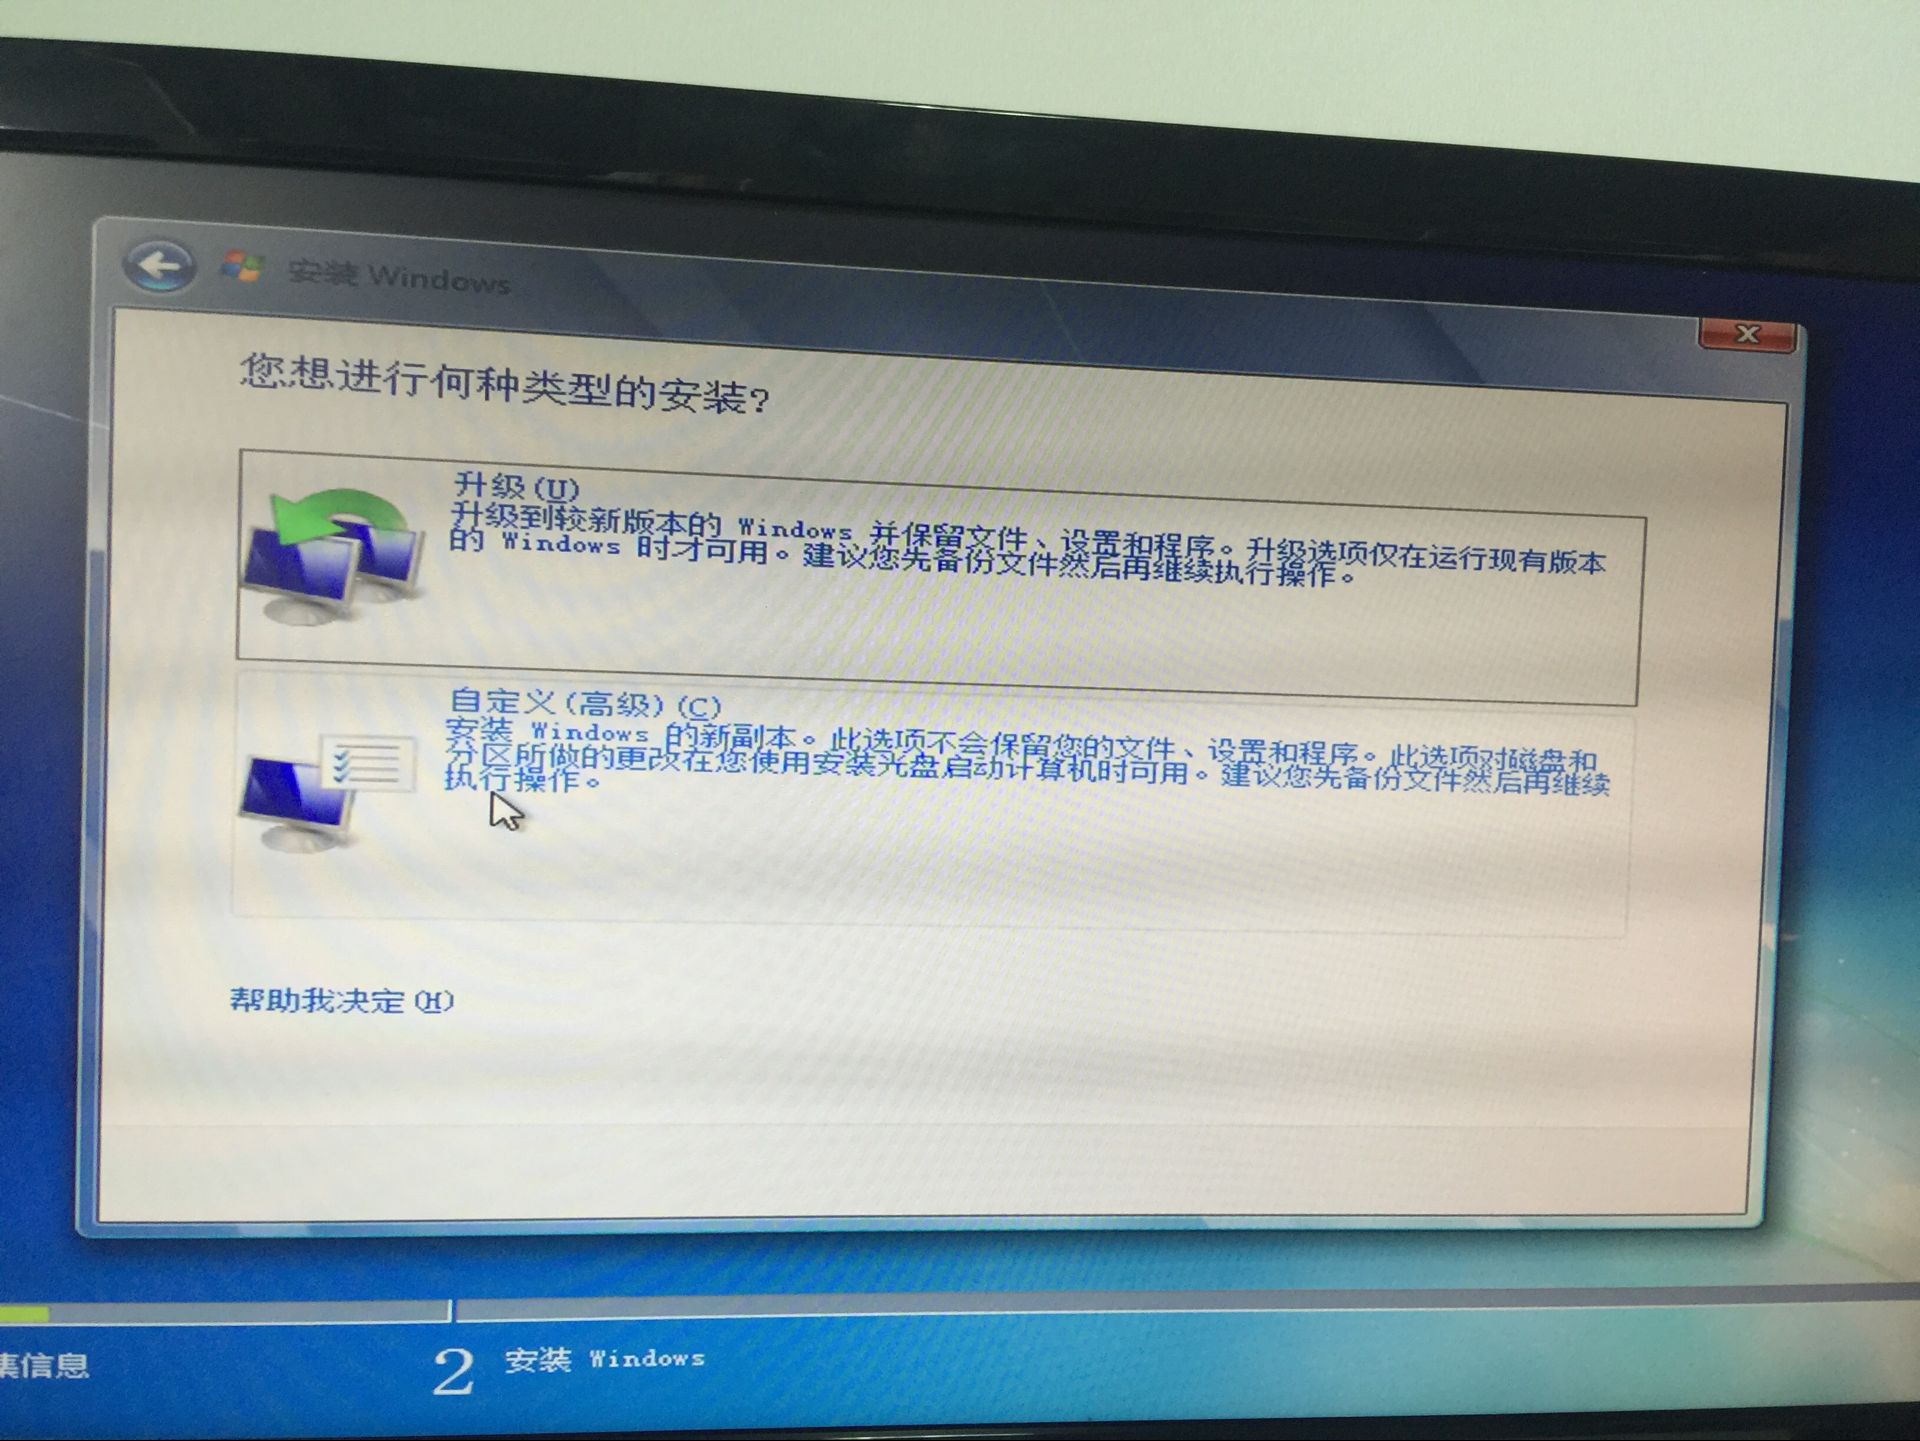 安装 Windows
您想进行何种类型的安装?
升级(U)
升级到较新版本的 Windows 并保留文件、设置和程序。升级选项仅在运行现有版本
的 Windows 时才可用。建议您先备份文件然后再继续执行操作。
自定义(高级)(C)
安装 Windows 的新副本。此选项不会保留您的文件、设置和程序。此选项对磁盘和
分区所做的更改在您使用安装光盘启动计算机时可用。建议您先备份文件然后再继续
执行操作。
帮助我决定(H)
集信息
2 安装 Windows